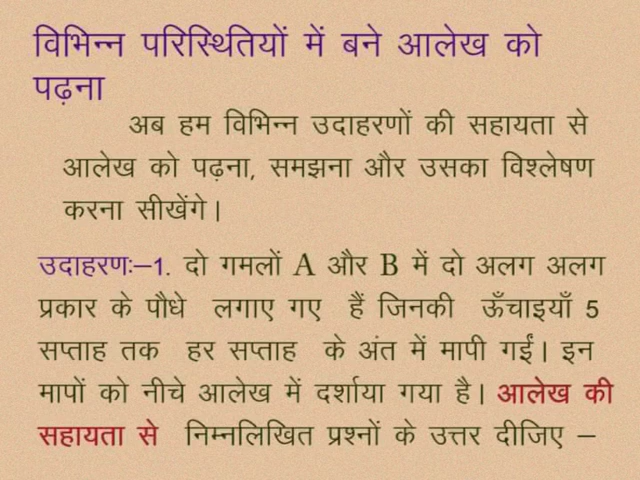 विभिन्न परिस्थितियों में बने आलेख को
पढ़ना
अब हम विभिन्न उदाहरणों की सहायता से
आलेख को पढ़ना, समझना और उसका विश्लेषण
करना सीखेंगे।
उदाहरणः–1. दो गमलों A और B में दो अलग अलग
प्रकार के पौधे लगाए गए हैं जिनकी ऊँचाइयाँ 5
सप्ताह तक हर सप्ताह के अंत में मापी गईं। इन
मापों को नीचे आलेख में दर्शाया गया है। आलेख की
सहायता से निम्नलिखित प्रश्नों के उत्तर दीजिए –